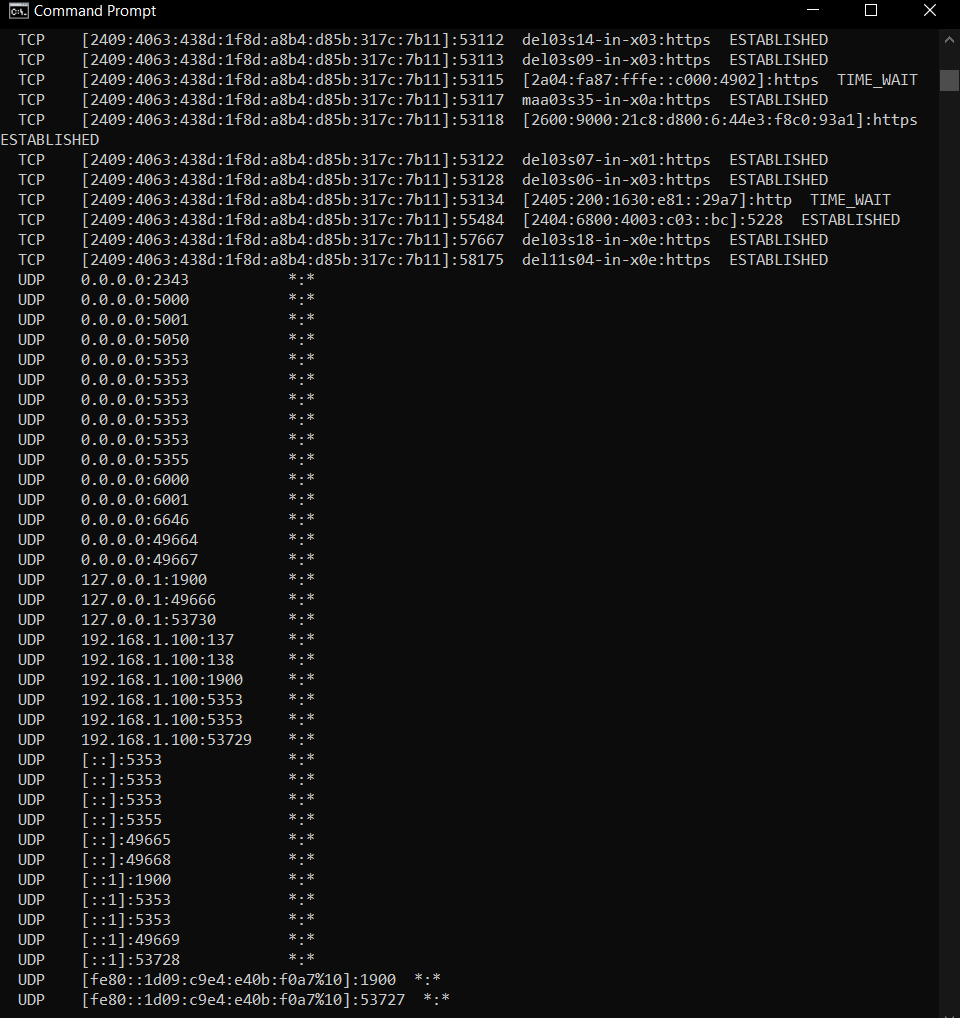 Command Prompt
TCP    [2409:4063:438d:1f8d:a8b4:d85b:317c:7b11]:53112  del03s14-in-x03:https  ESTABLISHED
TCP    [2409:4063:438d:1f8d:a8b4:d85b:317c:7b11]:53113  del03s09-in-x03:https  ESTABLISHED
TCP    [2409:4063:438d:1f8d:a8b4:d85b:317c:7b11]:53115  [2a04:fa87:fffe::c000:4902]:https  TIME_WAIT
TCP    [2409:4063:438d:1f8d:a8b4:d85b:317c:7b11]:53117  maa03s35-in-x0a:https  ESTABLISHED
TCP    [2409:4063:438d:1f8d:a8b4:d85b:317c:7b11]:53118  [2600:9000:21c8:d800:6:44e3:f8c0:93a1]:https
ESTABLISHED
TCP    [2409:4063:438d:1f8d:a8b4:d85b:317c:7b11]:53122  del03s07-in-x01:https  ESTABLISHED
TCP    [2409:4063:438d:1f8d:a8b4:d85b:317c:7b11]:53128  del03s06-in-x03:https  ESTABLISHED
TCP    [2409:4063:438d:1f8d:a8b4:d85b:317c:7b11]:53134  [2405:200:1630:e81::29a7]:http  TIME_WAIT
TCP    [2409:4063:438d:1f8d:a8b4:d85b:317c:7b11]:55484  [2404:6800:4003:c03::bc]:5228  ESTABLISHED
TCP    [2409:4063:438d:1f8d:a8b4:d85b:317c:7b11]:57667  del03s18-in-x0e:https  ESTABLISHED
TCP    [2409:4063:438d:1f8d:a8b4:d85b:317c:7b11]:58175  del11s04-in-x0e:https  ESTABLISHED
UDP    0.0.0.0:2343           *:*
UDP    0.0.0.0:5000           *:*
UDP    0.0.0.0:5001           *:*
UDP    0.0.0.0:5050           *:*
UDP    0.0.0.0:5353           *:*
UDP    0.0.0.0:5353           *:*
UDP    0.0.0.0:5353           *:*
UDP    0.0.0.0:5353           *:*
UDP    0.0.0.0:5353           *:*
UDP    0.0.0.0:5355           *:*
UDP    0.0.0.0:6000           *:*
UDP    0.0.0.0:6001           *:*
UDP    0.0.0.0:6646           *:*
UDP    0.0.0.0:49664          *:*
UDP    0.0.0.0:49667          *:*
UDP    127.0.0.1:1900         *:*
UDP    127.0.0.1:49666        *:*
UDP    127.0.0.1:53730        *:*
UDP    192.168.1.100:137      *:*
UDP    192.168.1.100:138      *:*
UDP    192.168.1.100:1900     *:*
UDP    192.168.1.100:5353     *:*
UDP    192.168.1.100:5353     *:*
UDP    192.168.1.100:53729    *:*
UDP    [::]:5353              *:*
UDP    [::]:5353              *:*
UDP    [::]:5353              *:*
UDP    [::]:5355              *:*
UDP    [::]:49665             *:*
UDP    [::]:49668             *:*
UDP    [::1]:1900             *:*
UDP    [::1]:5353             *:*
UDP    [::1]:5353             *:*
UDP    [::1]:49669            *:*
UDP    [::1]:53728            *:*
UDP    [fe80::1d09:c9e4:e40b:f0a7%10]:1900  *:*
UDP    [fe80::1d09:c9e4:e40b:f0a7%10]:53727  *:*